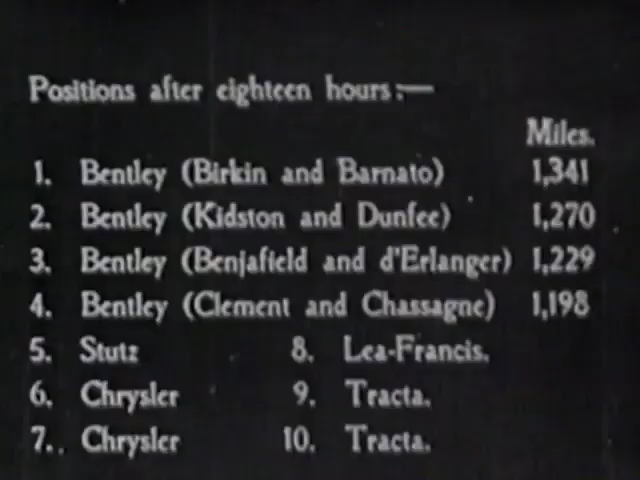 Positions after eighteen hours:—
Miles.
1. Bentley (Birkin and Barnato) 1,341
2. Bentley (Kidston and Dunfee) 1,270
3. Bentley (Benjafield and d'Erlanger) 1,229
4. Bentley (Clement and Chassagne) 1,198
5. Stutz 8. Lea-Francis.
6. Chrysler 9. Tracta.
7.. Chrysler 10. Tracta.